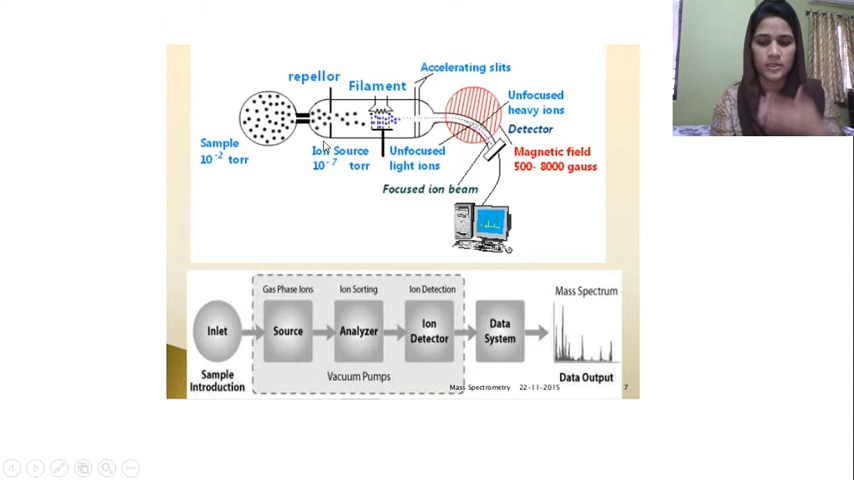 repellor
Filament
Accelerating slits
Unfocused
heavy ions
Detector
Sample
10-2 torr
Ion Source
10-7 torr
Unfocused
light ions
Magnetic field
500- 8000 gauss
Focused ion beam
Gas Phase Ions
Ion Sorting
Ion Detection
Mass Spectrum
Inlet
Source
Analyzer
Ion
Detector
Data
System
Sample
Introduction
Vacuum Pumps
Data Output
Mass Spectrometry 22-11-2015 7